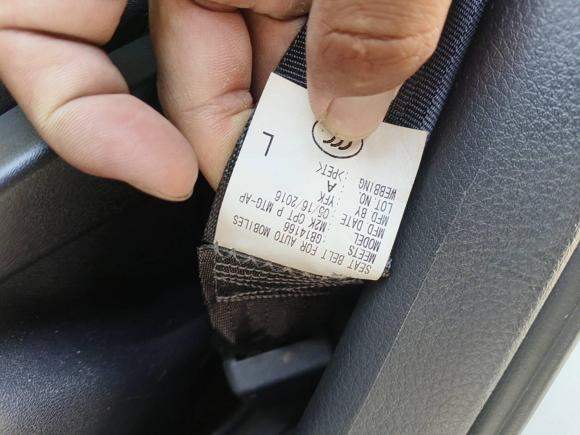 SEAT BELT FOR AUTO MOBILES
MEETS :GB14166
MODEL :M2K CPT P MTG-AP
MFD DATE :05/16/2016
MFD BY :YFK
LOT NO. : A
WEBBING :>PET<
L
CCC